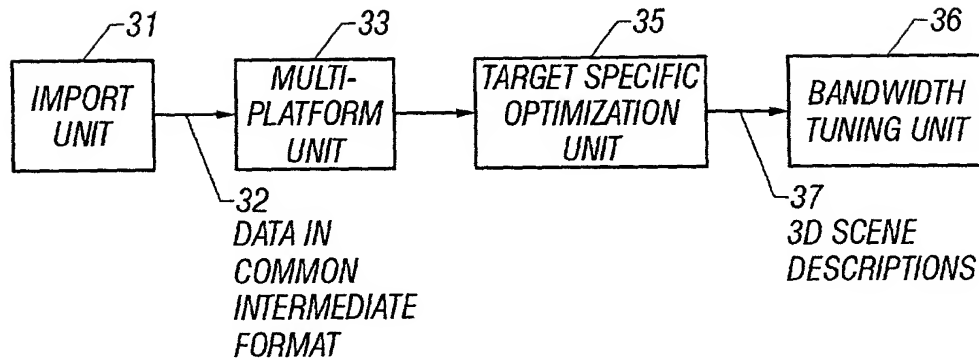 31
IMPORT
UNIT
33
MULTI-
PLATFORM
UNIT
35
TARGET SPECIFIC
OPTIMIZATION
UNIT
36
BANDWIDTH
TUNING UNIT
32
DATA IN
COMMON
INTERMEDIATE
FORMAT
37
3D SCENE
DESCRIPTIONS